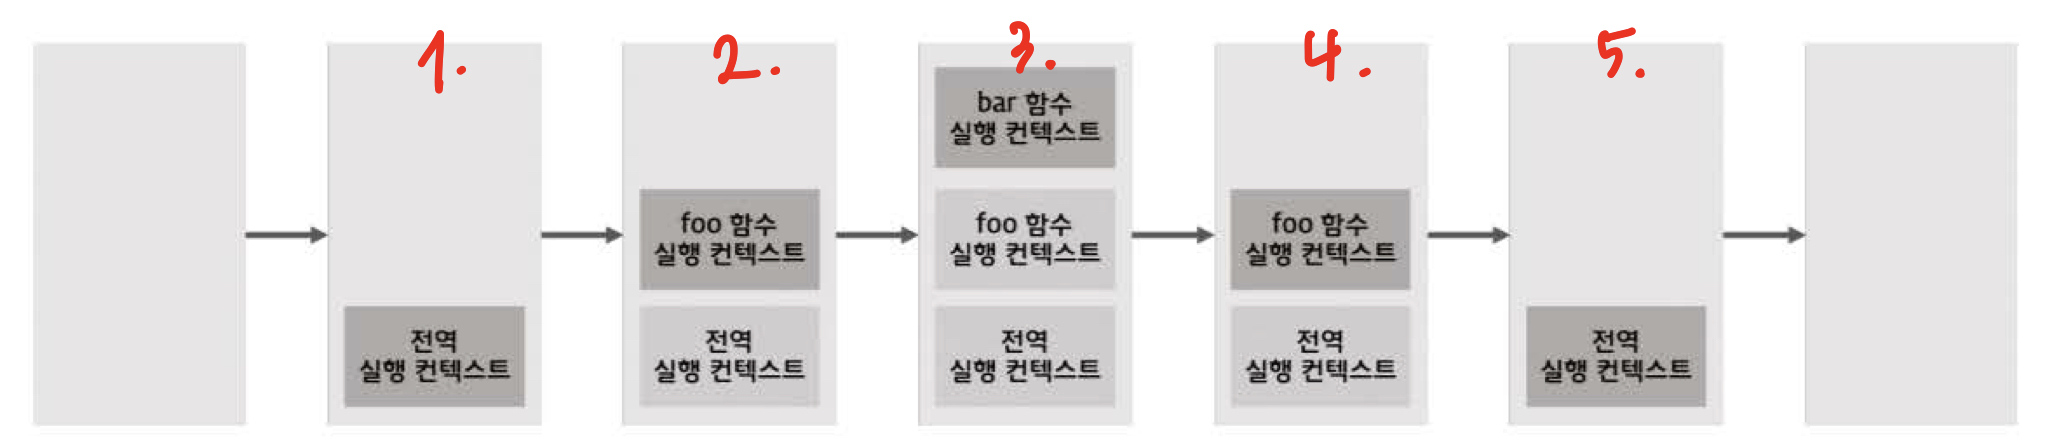 1.
전역
실행 컨텍스트
2.
foo 함수
실행 컨텍스트
전역
실행 컨텍스트
3.
bar 함수
실행 컨텍스트
foo 함수
실행 컨텍스트
전역
실행 컨텍스트
4.
foo 함수
실행 컨텍스트
전역
실행 컨텍스트
5.
전역
실행 컨텍스트